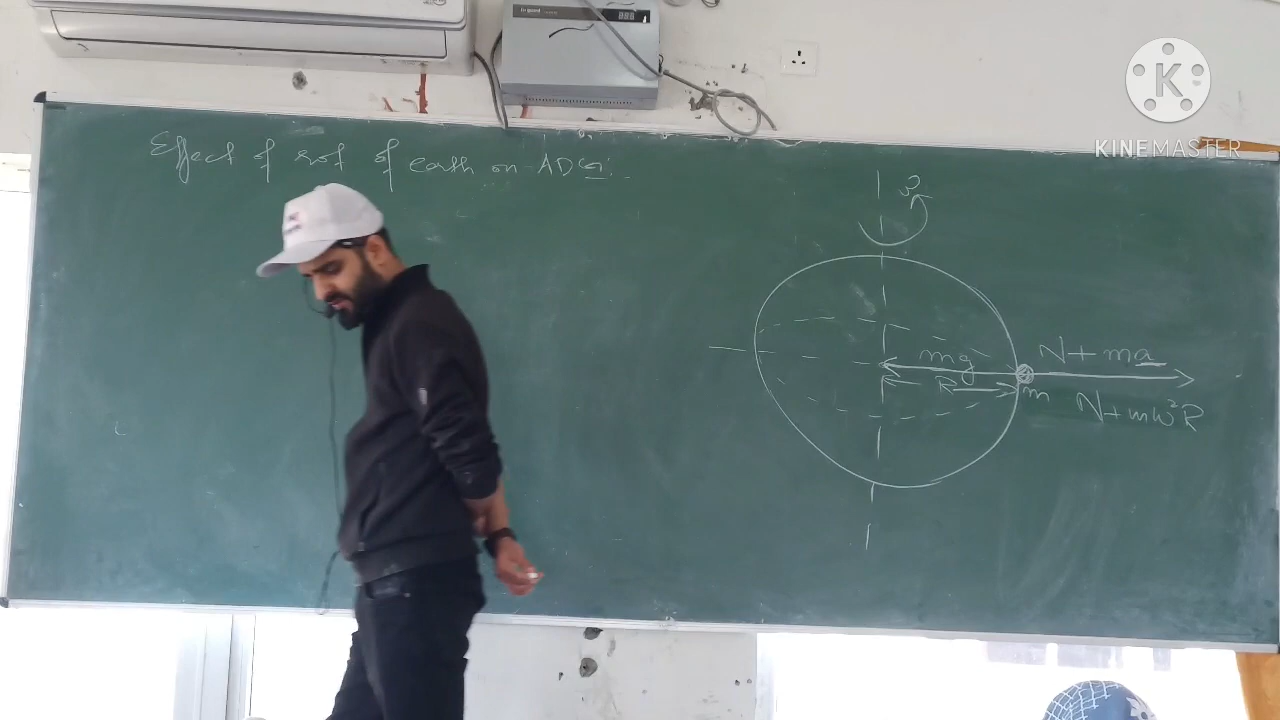 Effect of rot of earth on ADG:
ω
mg
N + ma
R
m
N + mω²R
K
KINEMASTER